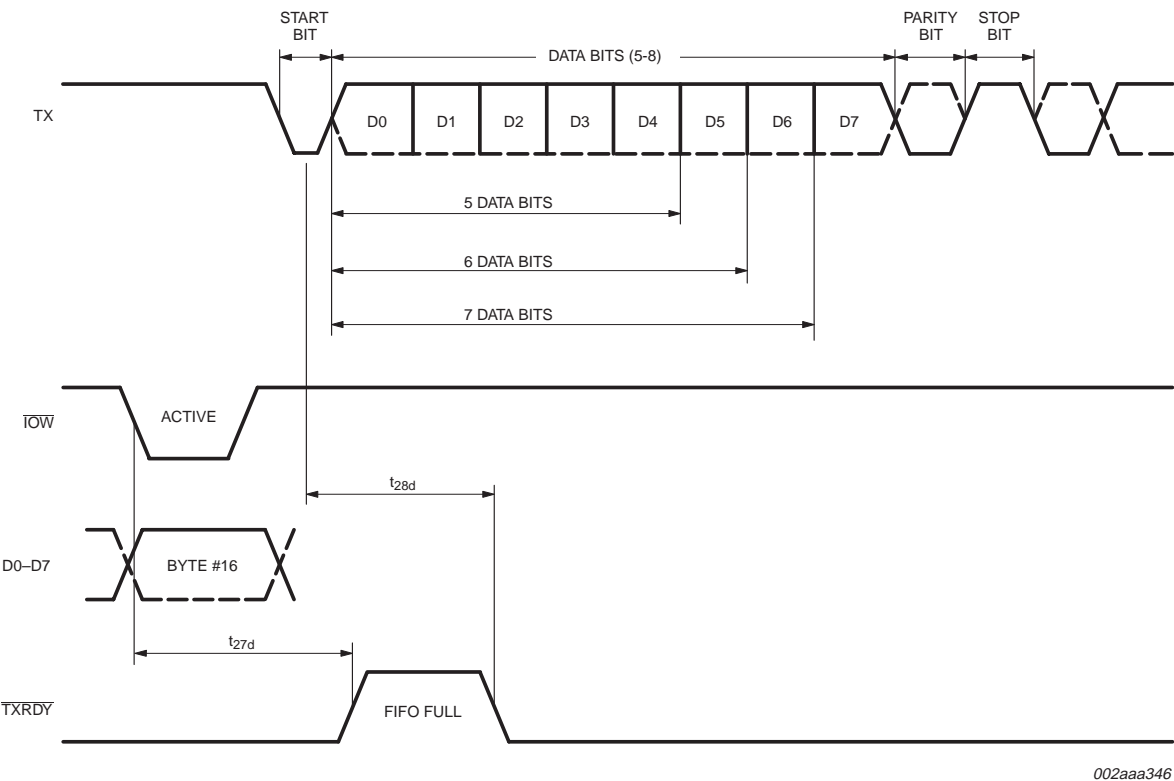 START
BIT
DATA BITS (5-8)
PARITY
BIT
STOP
BIT
TX
D0
D1
D2
D3
D4
D5
D6
D7
5 DATA BITS
6 DATA BITS
7 DATA BITS
IOW
ACTIVE
t28d
D0–D7
BYTE #16
t27d
TXRDY
FIFO FULL
002aaa346